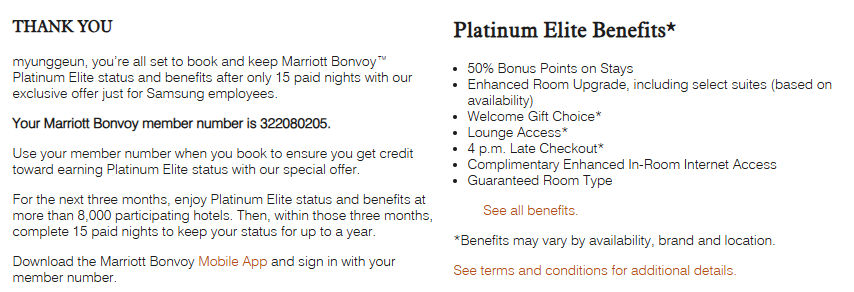 THANK YOU
myunggeun, you're all set to book and keep Marriott Bonvoy™
Platinum Elite status and benefits after only 15 paid nights with our
exclusive offer just for Samsung employees.
Your Marriott Bonvoy member number is 322080205.
Use your member number when you book to ensure you get credit
toward earning Platinum Elite status with our special offer.
For the next three months, enjoy Platinum Elite status and benefits at
more than 8,000 participating hotels. Then, within those three months,
complete 15 paid nights to keep your status for up to a year.
Download the Marriott Bonvoy Mobile App and sign in with your
member number.
Platinum Elite Benefits*
• 50% Bonus Points on Stays
• Enhanced Room Upgrade, including select suites (based on
availability)
• Welcome Gift Choice*
• Lounge Access*
• 4 p.m. Late Checkout*
• Complimentary Enhanced In-Room Internet Access
• Guaranteed Room Type
See all benefits.
*Benefits may vary by availability, brand and location.
See terms and conditions for additional details.